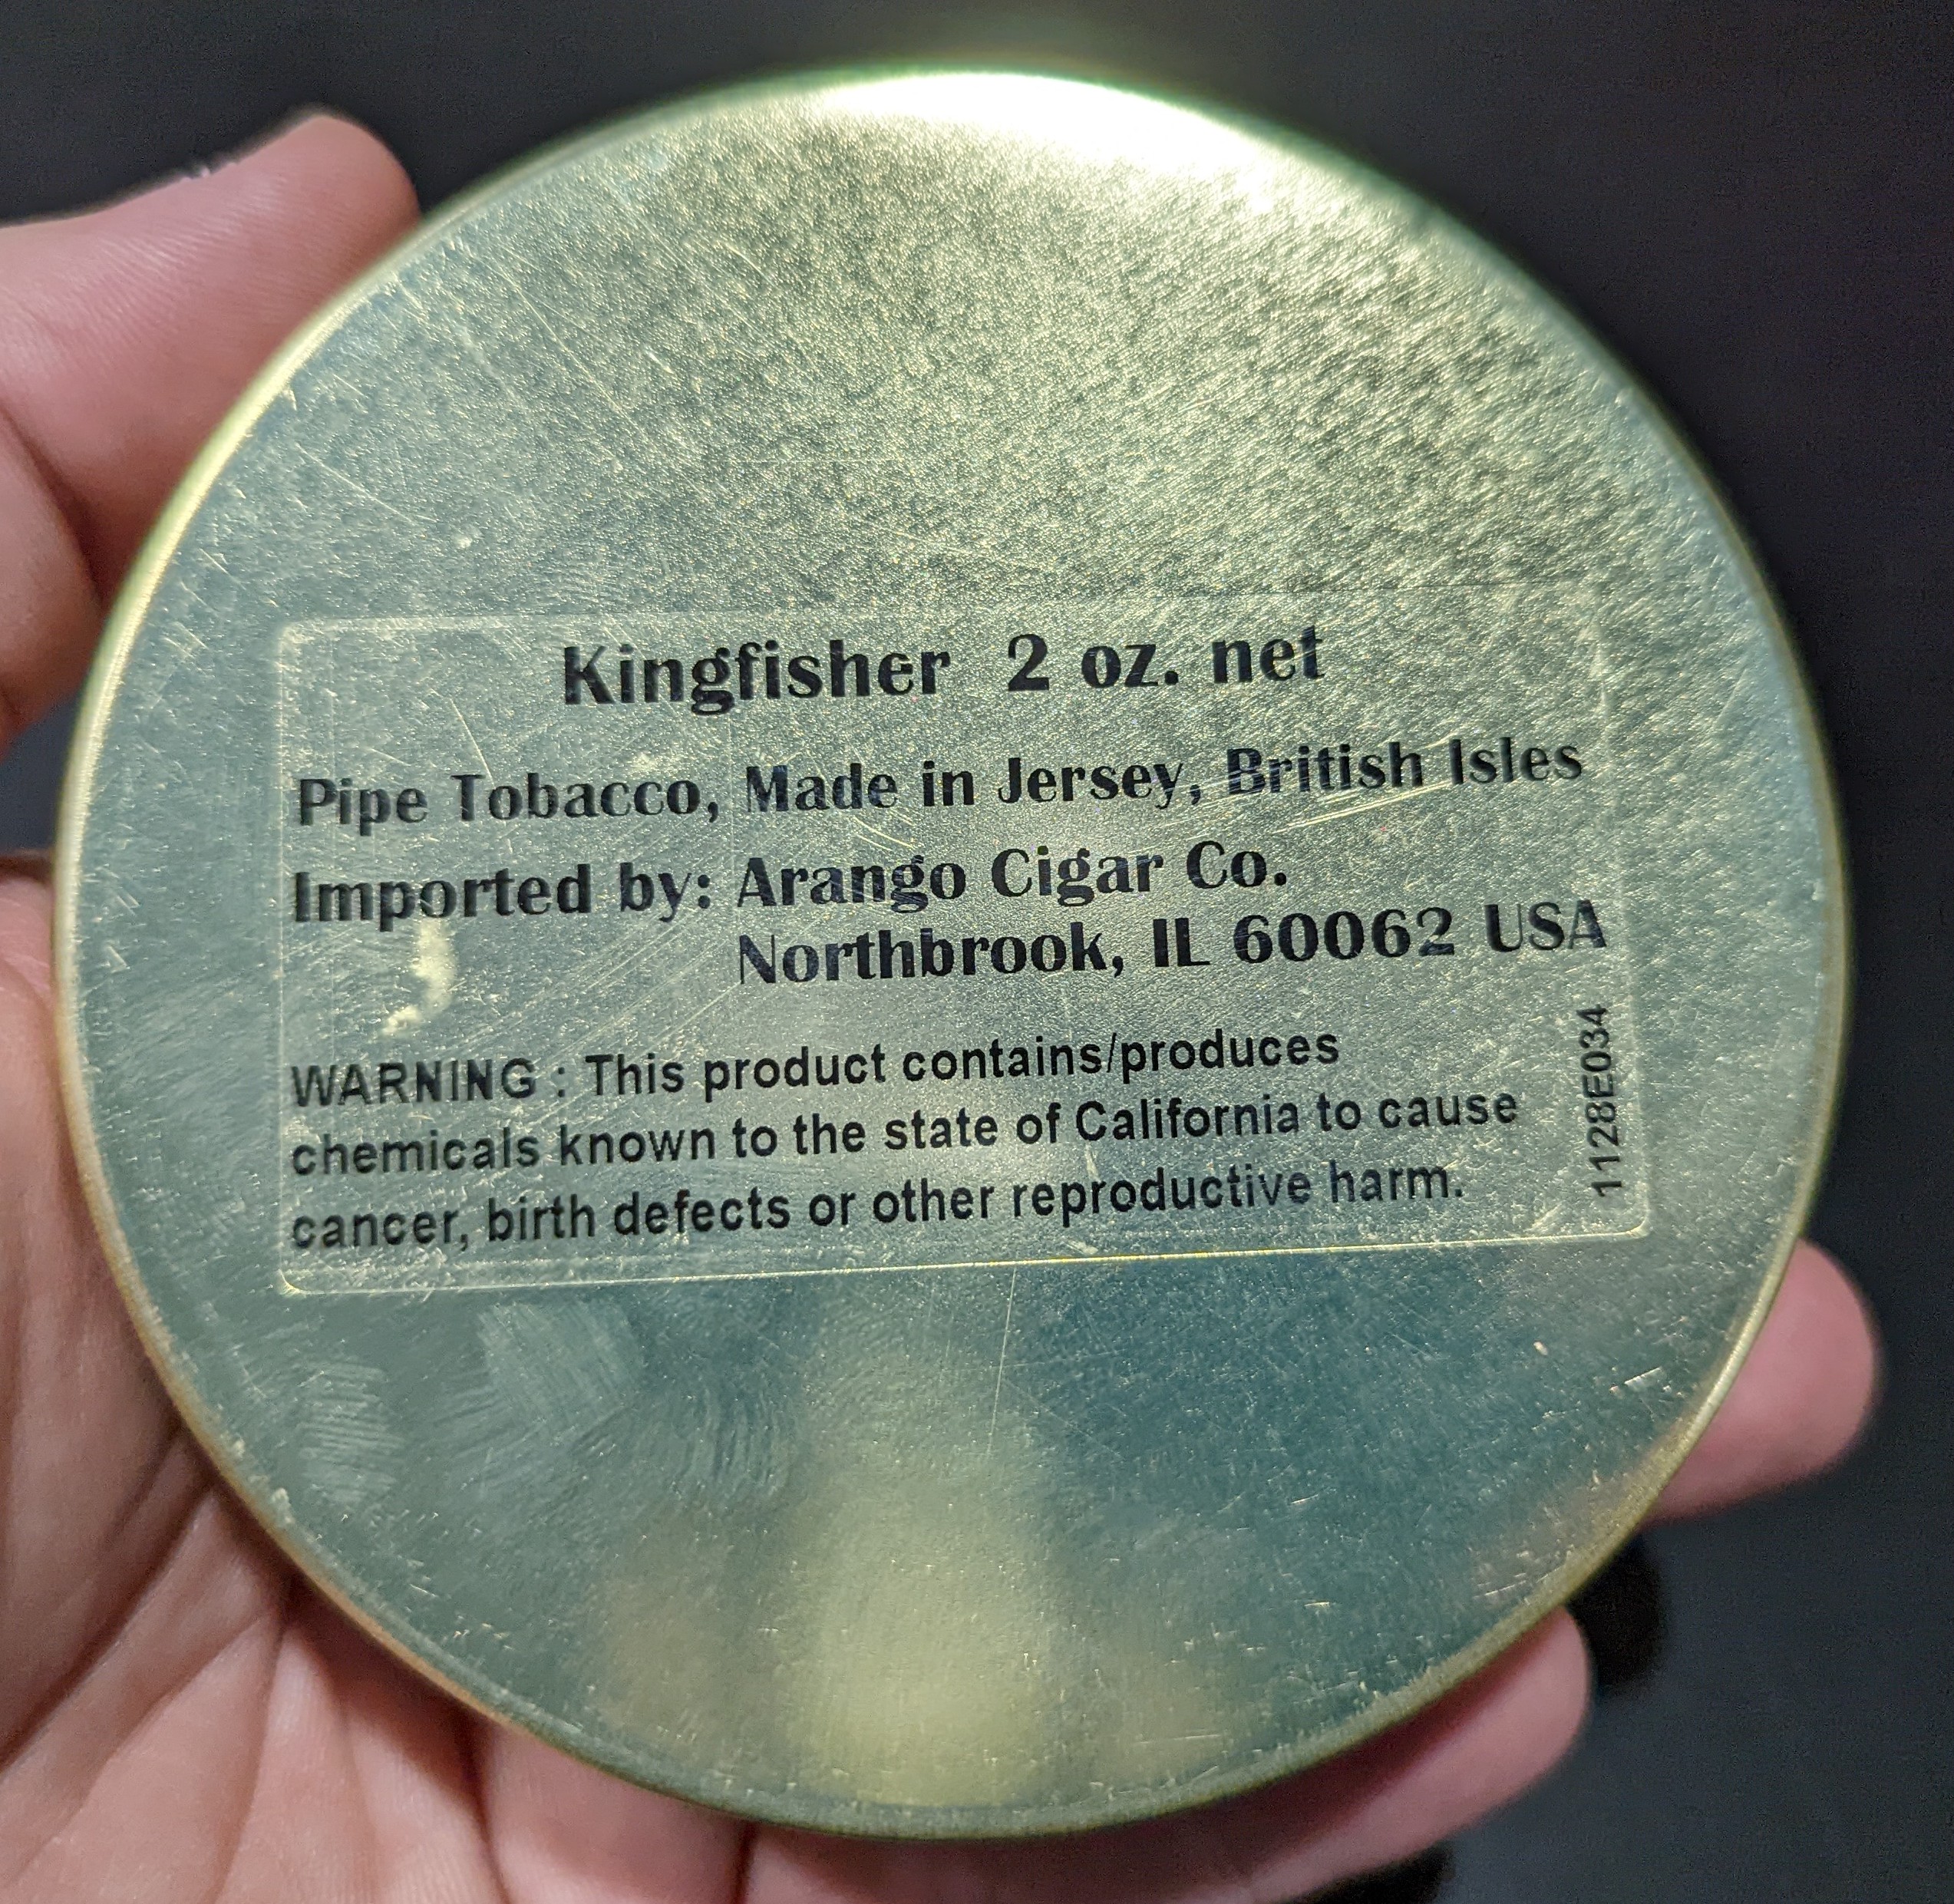 Kingfisher 2 oz. net
Pipe Tobacco, Made in Jersey, British Isles
Imported by: Arango Cigar Co.
Northbrook, IL 60062 USA
WARNING : This product contains/produces
chemicals known to the state of California to cause
cancer, birth defects or other reproductive harm.
11128E034